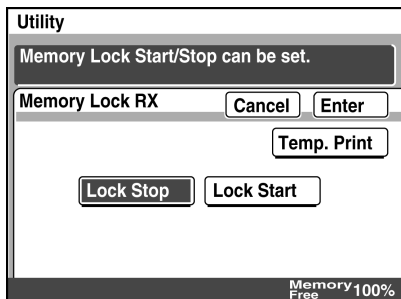 Utility
Memory Lock Start/Stop can be set.
Memory Lock RX Cancel Enter
Temp. Print
Lock Stop Lock Start
Memory Free 100%